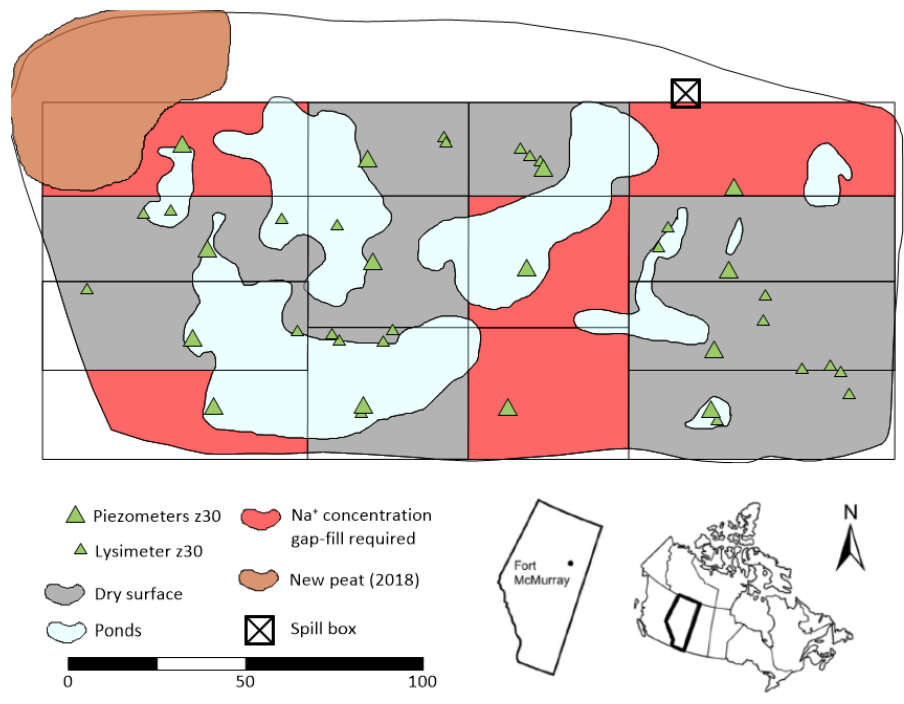 Piezometers z30
Lysimeter z30
Dry surface
Ponds
Na⁺ concentration
gap-fill required
New peat (2018)
Spill box
0 50 100
Fort
McMurray
N